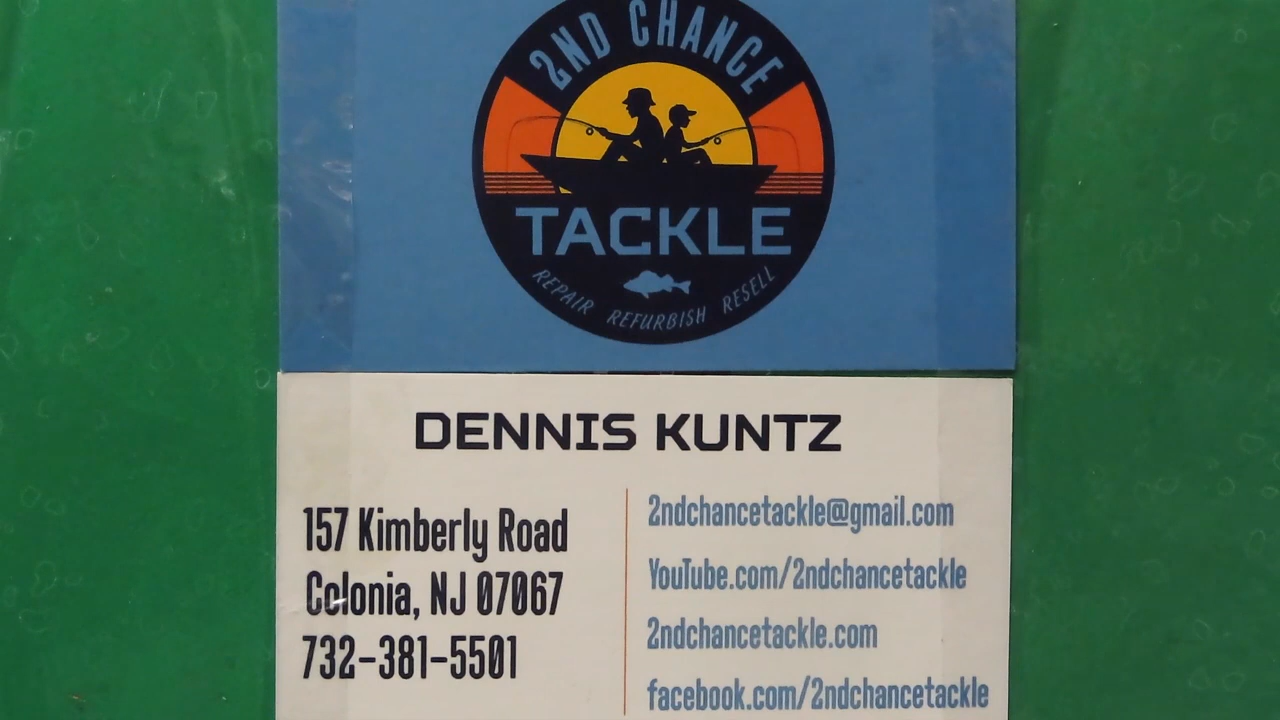 2ND CHANCE
TACKLE
REPAIR REFURBISH RESELL
DENNIS KUNTZ
157 Kimberly Road
Colonia, NJ 07067
732-381-5501
2ndchancetackle@gmail.com
YouTube.com/2ndchancetackle
2ndchancetackle.com
facebook.com/2ndchancetackle